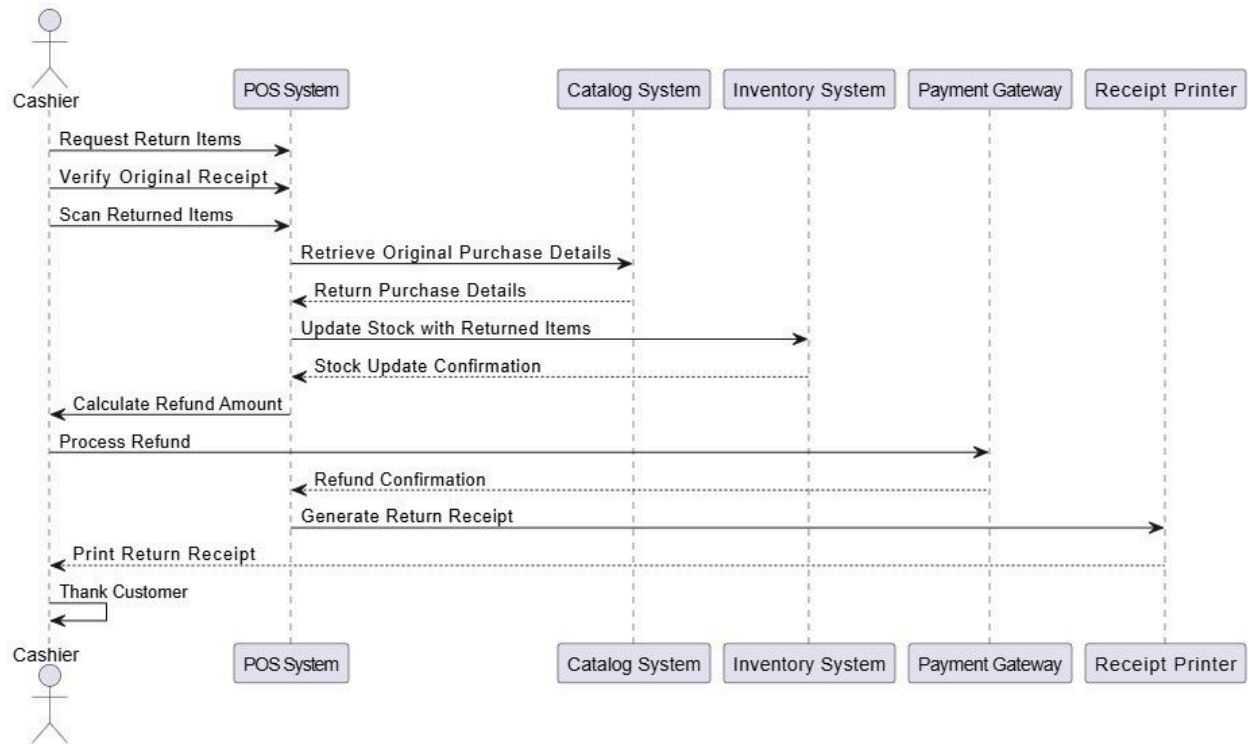 Cashier
POS System
Catalog System
Inventory System
Payment Gateway
Receipt Printer
Request Return Items
Verify Original Receipt
Scan Returned Items
Retrieve Original Purchase Details
Return Purchase Details
Update Stock with Returned Items
Stock Update Confirmation
Calculate Refund Amount
Process Refund
Refund Confirmation
Generate Return Receipt
Print Return Receipt
Thank Customer
Cashier
POS System
Catalog System
Inventory System
Payment Gateway
Receipt Printer